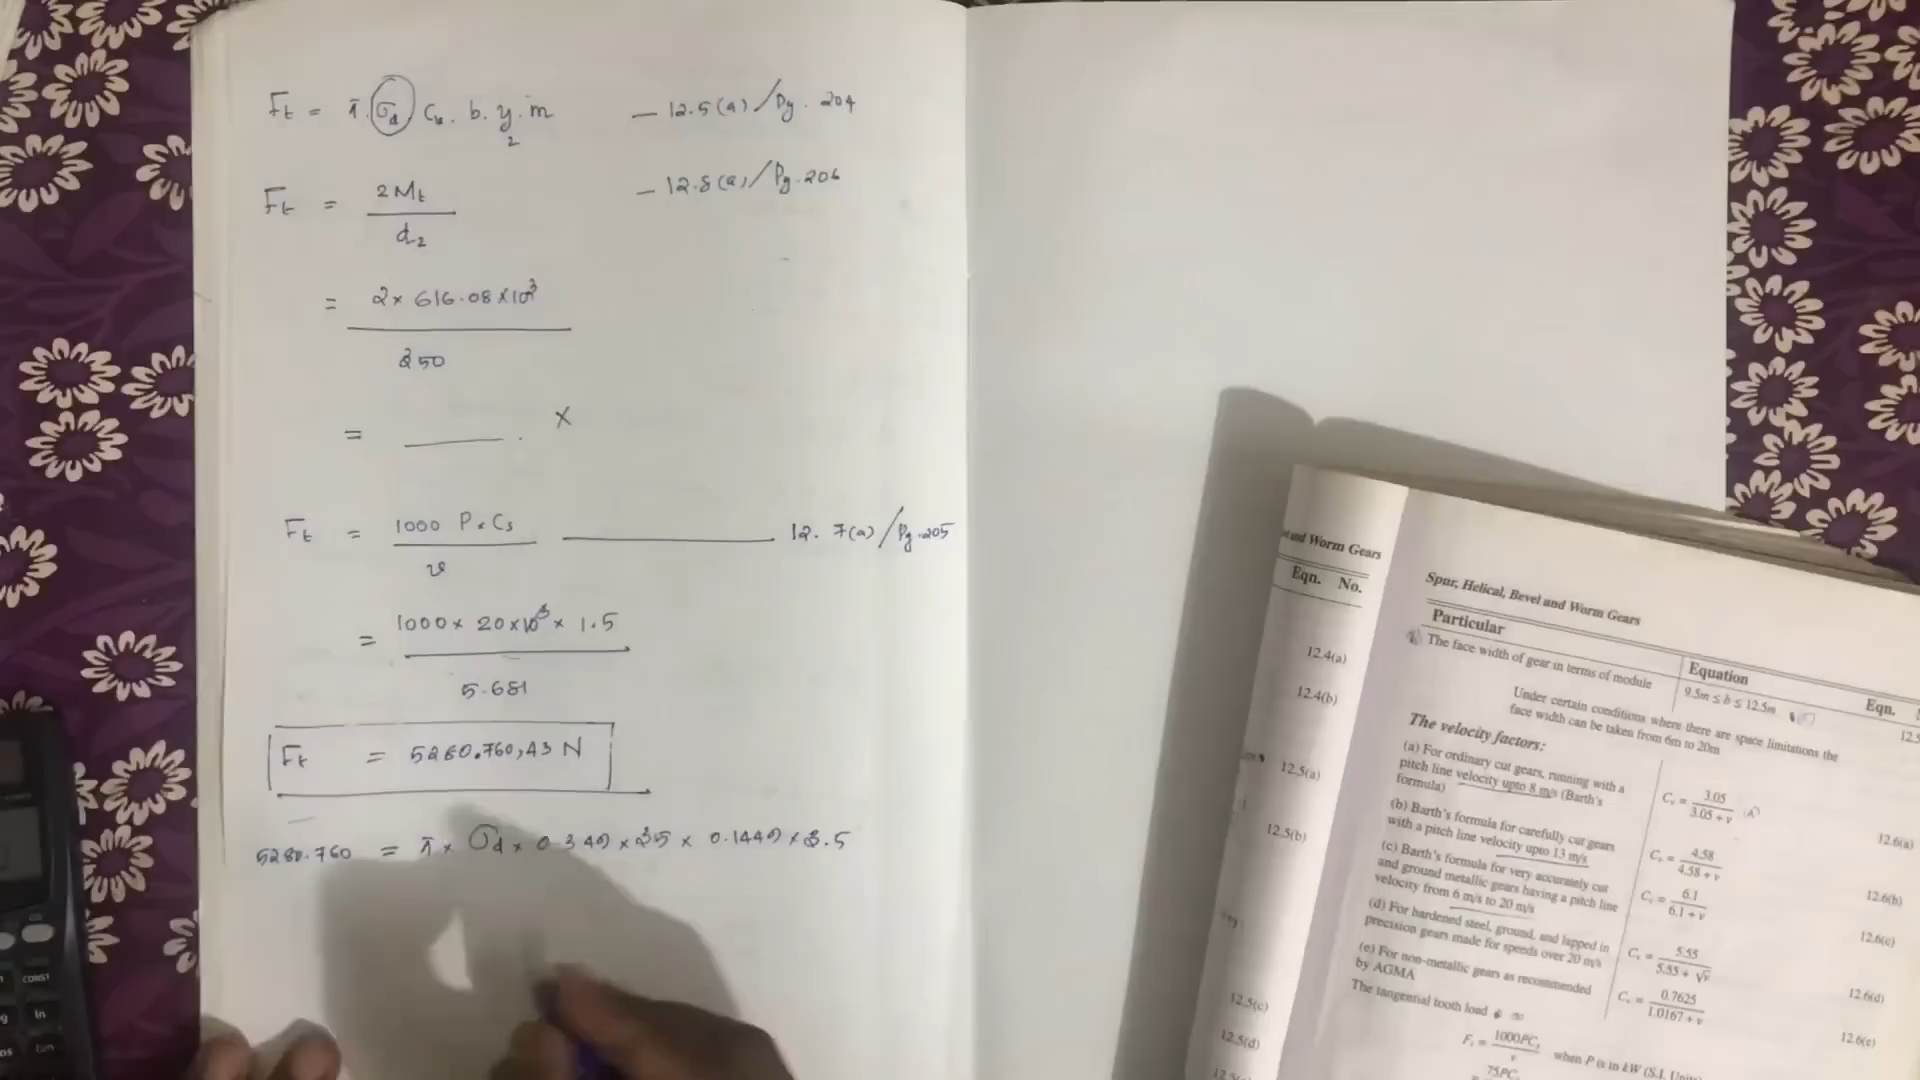 Ft = π. σd Cv. b. y2. m — 12.5(a)/Pg. 204
Ft = 2Mt / d2 — 12.8(a)/Pg. 206
= 2 × 616.08 × 10³ / 250
= ——— . ×
Ft = 1000 P × Cs / v ——— 12.7(a)/Pg. 205
= 1000 × 20 × 10³ × 1.5 / 5.681
Ft = 5280.760,43 N
5280.760 = π × σd × 0.349 × 35 × 0.1449 × 3.5
and Worm Gears
Eqn. No.
12.4(a)
12.4(b)
12.5(a)
12.5(b)
12.5(c)
12.5(d)
Spur, Helical, Bevel and Worm Gears
Particular
Equation
Eqn.
The face width of gear in terms of module
9.5m ≤ b ≤ 12.5m
12.5
Under certain conditions where there are space limitations the
face width can be taken from 6m to 20m
The velocity factors:
(a) For ordinary cut gears, running with a
pitch line velocity upto 8 m/s (Barth's
formula)
Cv = 3.05 / 3.05 + v
12.6(a)
(b) Barth's formula for carefully cut gears
with a pitch line velocity upto 13 m/s
Cv = 4.58 / 4.58 + v
12.6(b)
(c) Barth's formula for very accurately cut
and ground metallic gears having a pitch line
velocity from 6 m/s to 20 m/s
Cv = 6.1 / 6.1 + v
12.6(c)
(d) For hardened steel, ground, and lapped in
precision gears made for speeds over 20 m/s
Cv = 5.55 / 5.55 + √v
12.6(d)
(e) For non-metallic gears as recommended
by AGMA
Cv = 0.7625 / 1.0167 + v
12.6(e)
The tangential tooth load
Ft = 1000PCs / v when P is in kW (S.I. Units
75PCs
CONST
ln